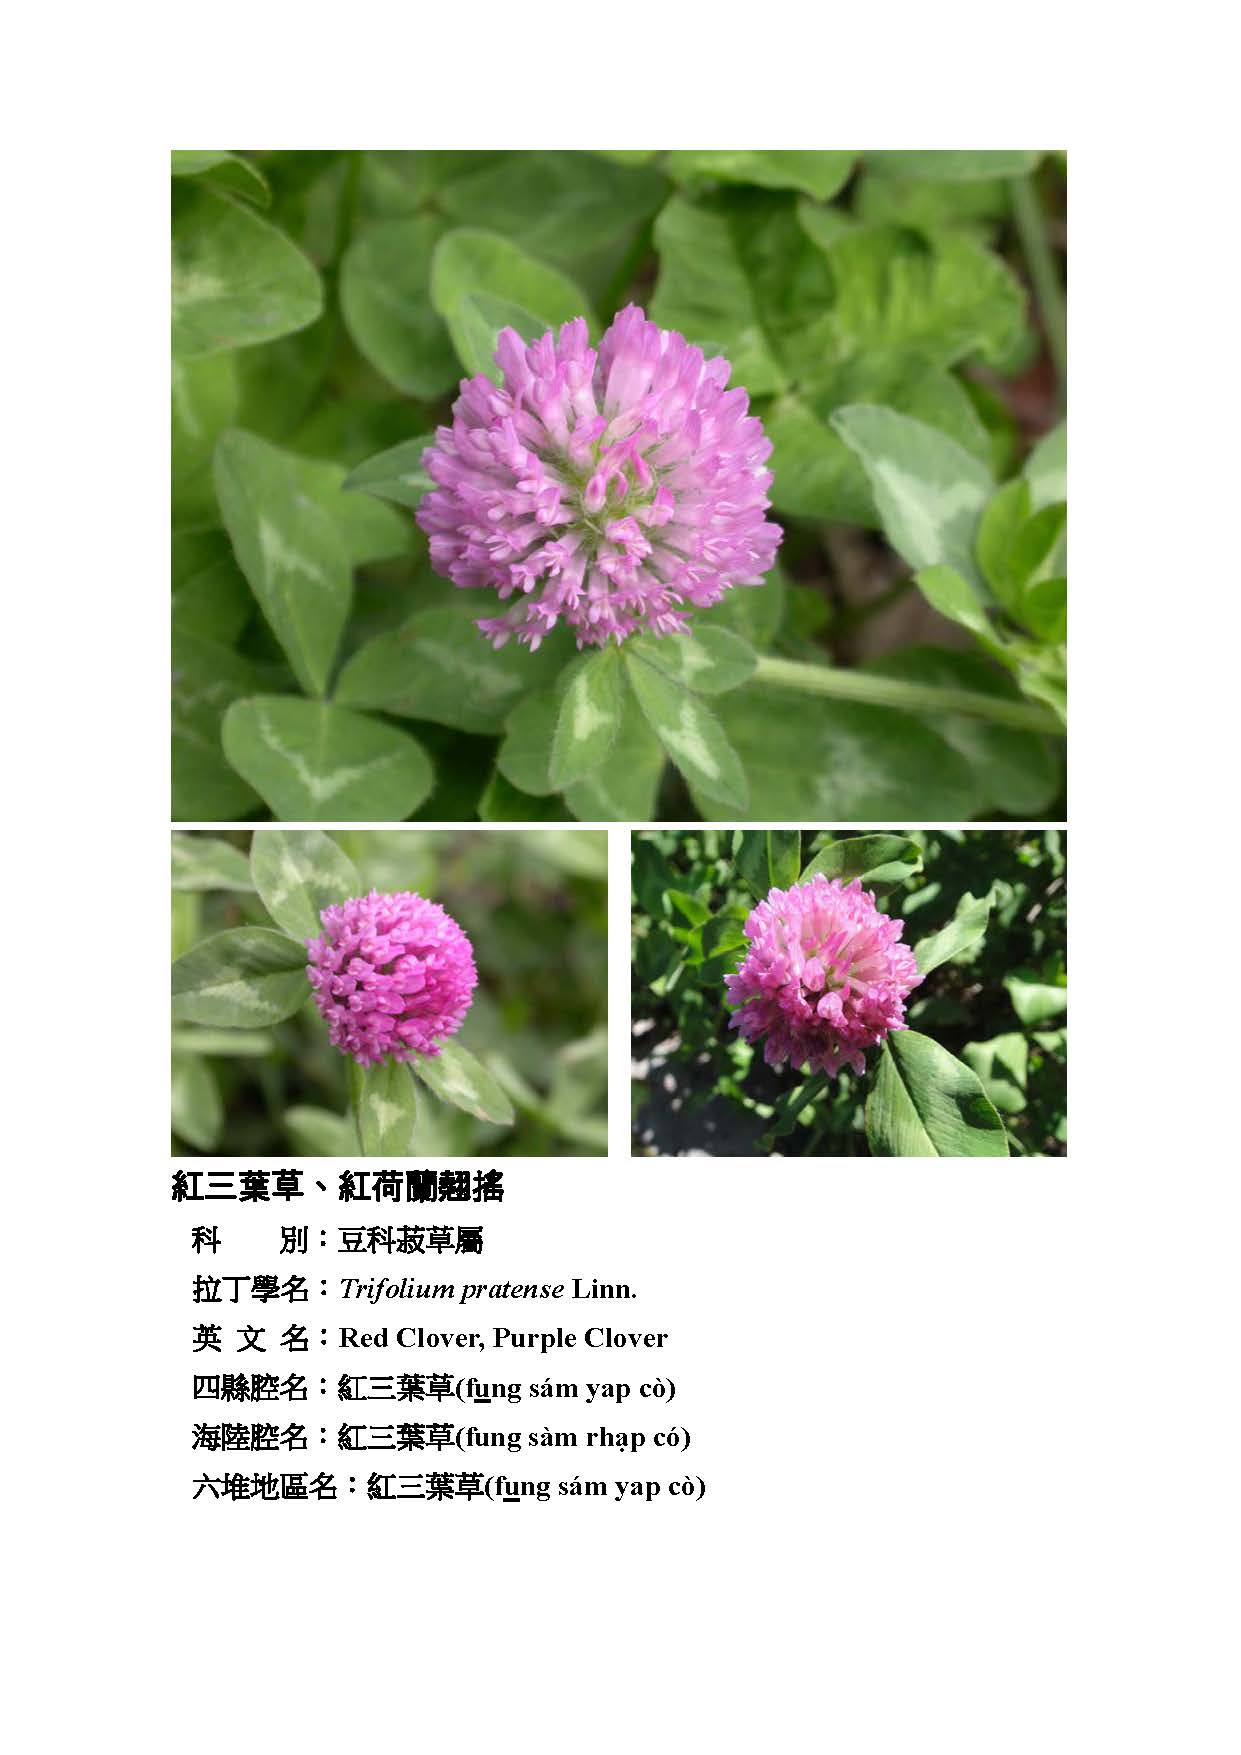 紅三葉草、紅荷蘭翹搖
科　　別：豆科菽草屬
拉丁學名：Trifolium pratense Linn.
英 文 名：Red Clover, Purple Clover
四縣腔名：紅三葉草(fung sám yap cò)
海陸腔名：紅三葉草(fung sàm rhạp có)
六堆地區名：紅三葉草(fung sám yap cò)